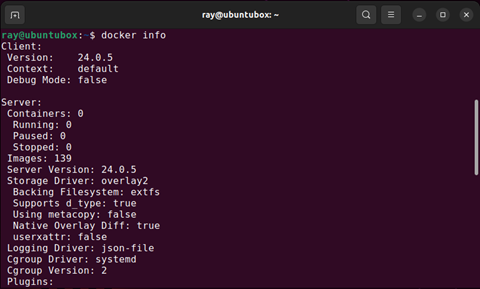 ray@ubuntubox: ~
ray@ubuntubox:~$ docker info
Client:
 Version:    24.0.5
 Context:    default
 Debug Mode: false

Server:
 Containers: 0
  Running: 0
  Paused: 0
  Stopped: 0
 Images: 139
 Server Version: 24.0.5
 Storage Driver: overlay2
  Backing Filesystem: extfs
  Supports d_type: true
  Using metacopy: false
  Native Overlay Diff: true
  userxattr: false
 Logging Driver: json-file
 Cgroup Driver: systemd
 Cgroup Version: 2
 Plugins: